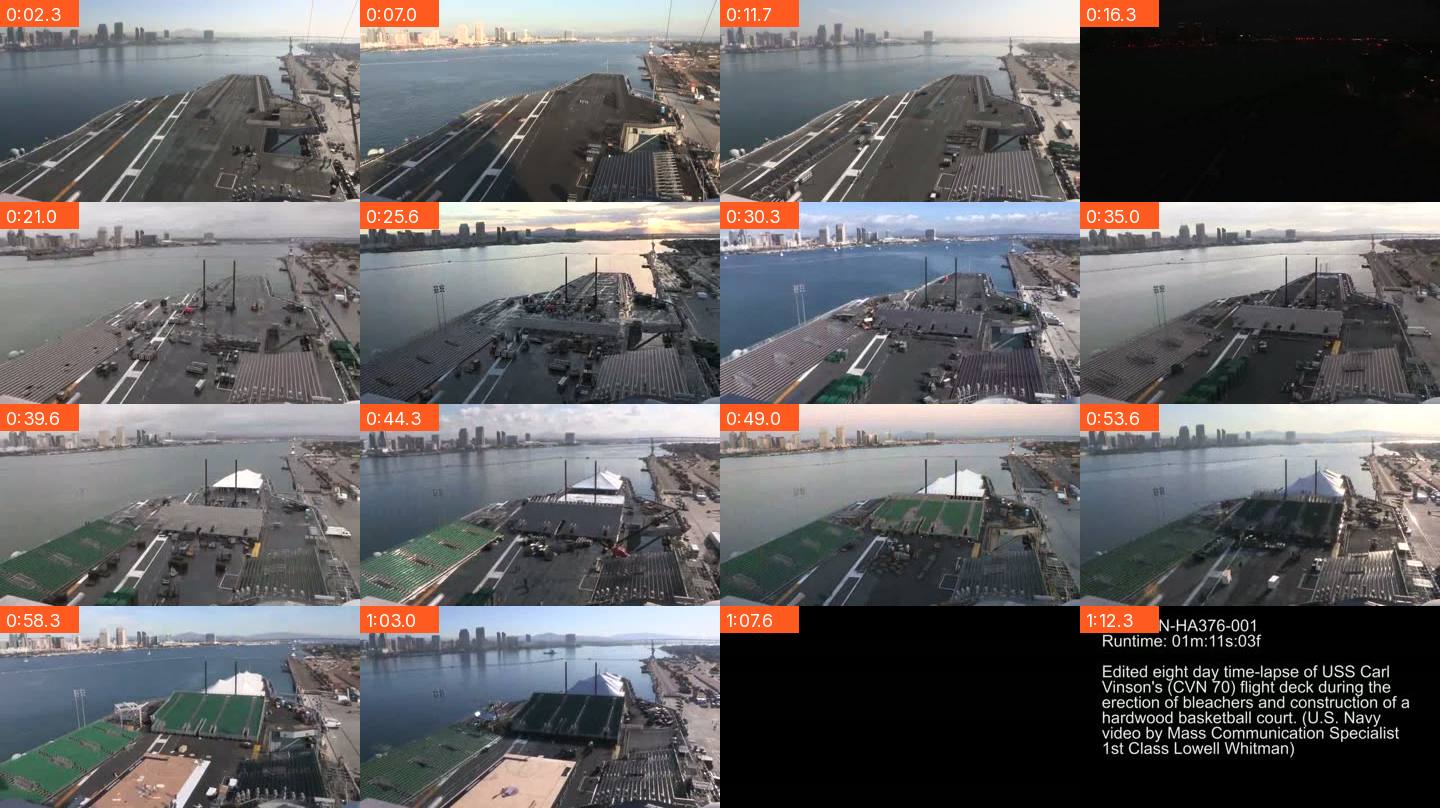 0:02.3
0:07.0
0:11.7
0:16.3
0:21.0
0:25.6
0:30.3
0:35.0
0:39.6
0:44.3
0:49.0
0:53.6
0:58.3
1:03.0
1:07.6
1:12.3
N-HA376-001
Runtime: 01m:11s:03f
Edited eight day time-lapse of USS Carl
Vinson's (CVN 70) flight deck during the
erection of bleachers and construction of a
hardwood basketball court. (U.S. Navy
video by Mass Communication Specialist
1st Class Lowell Whitman)